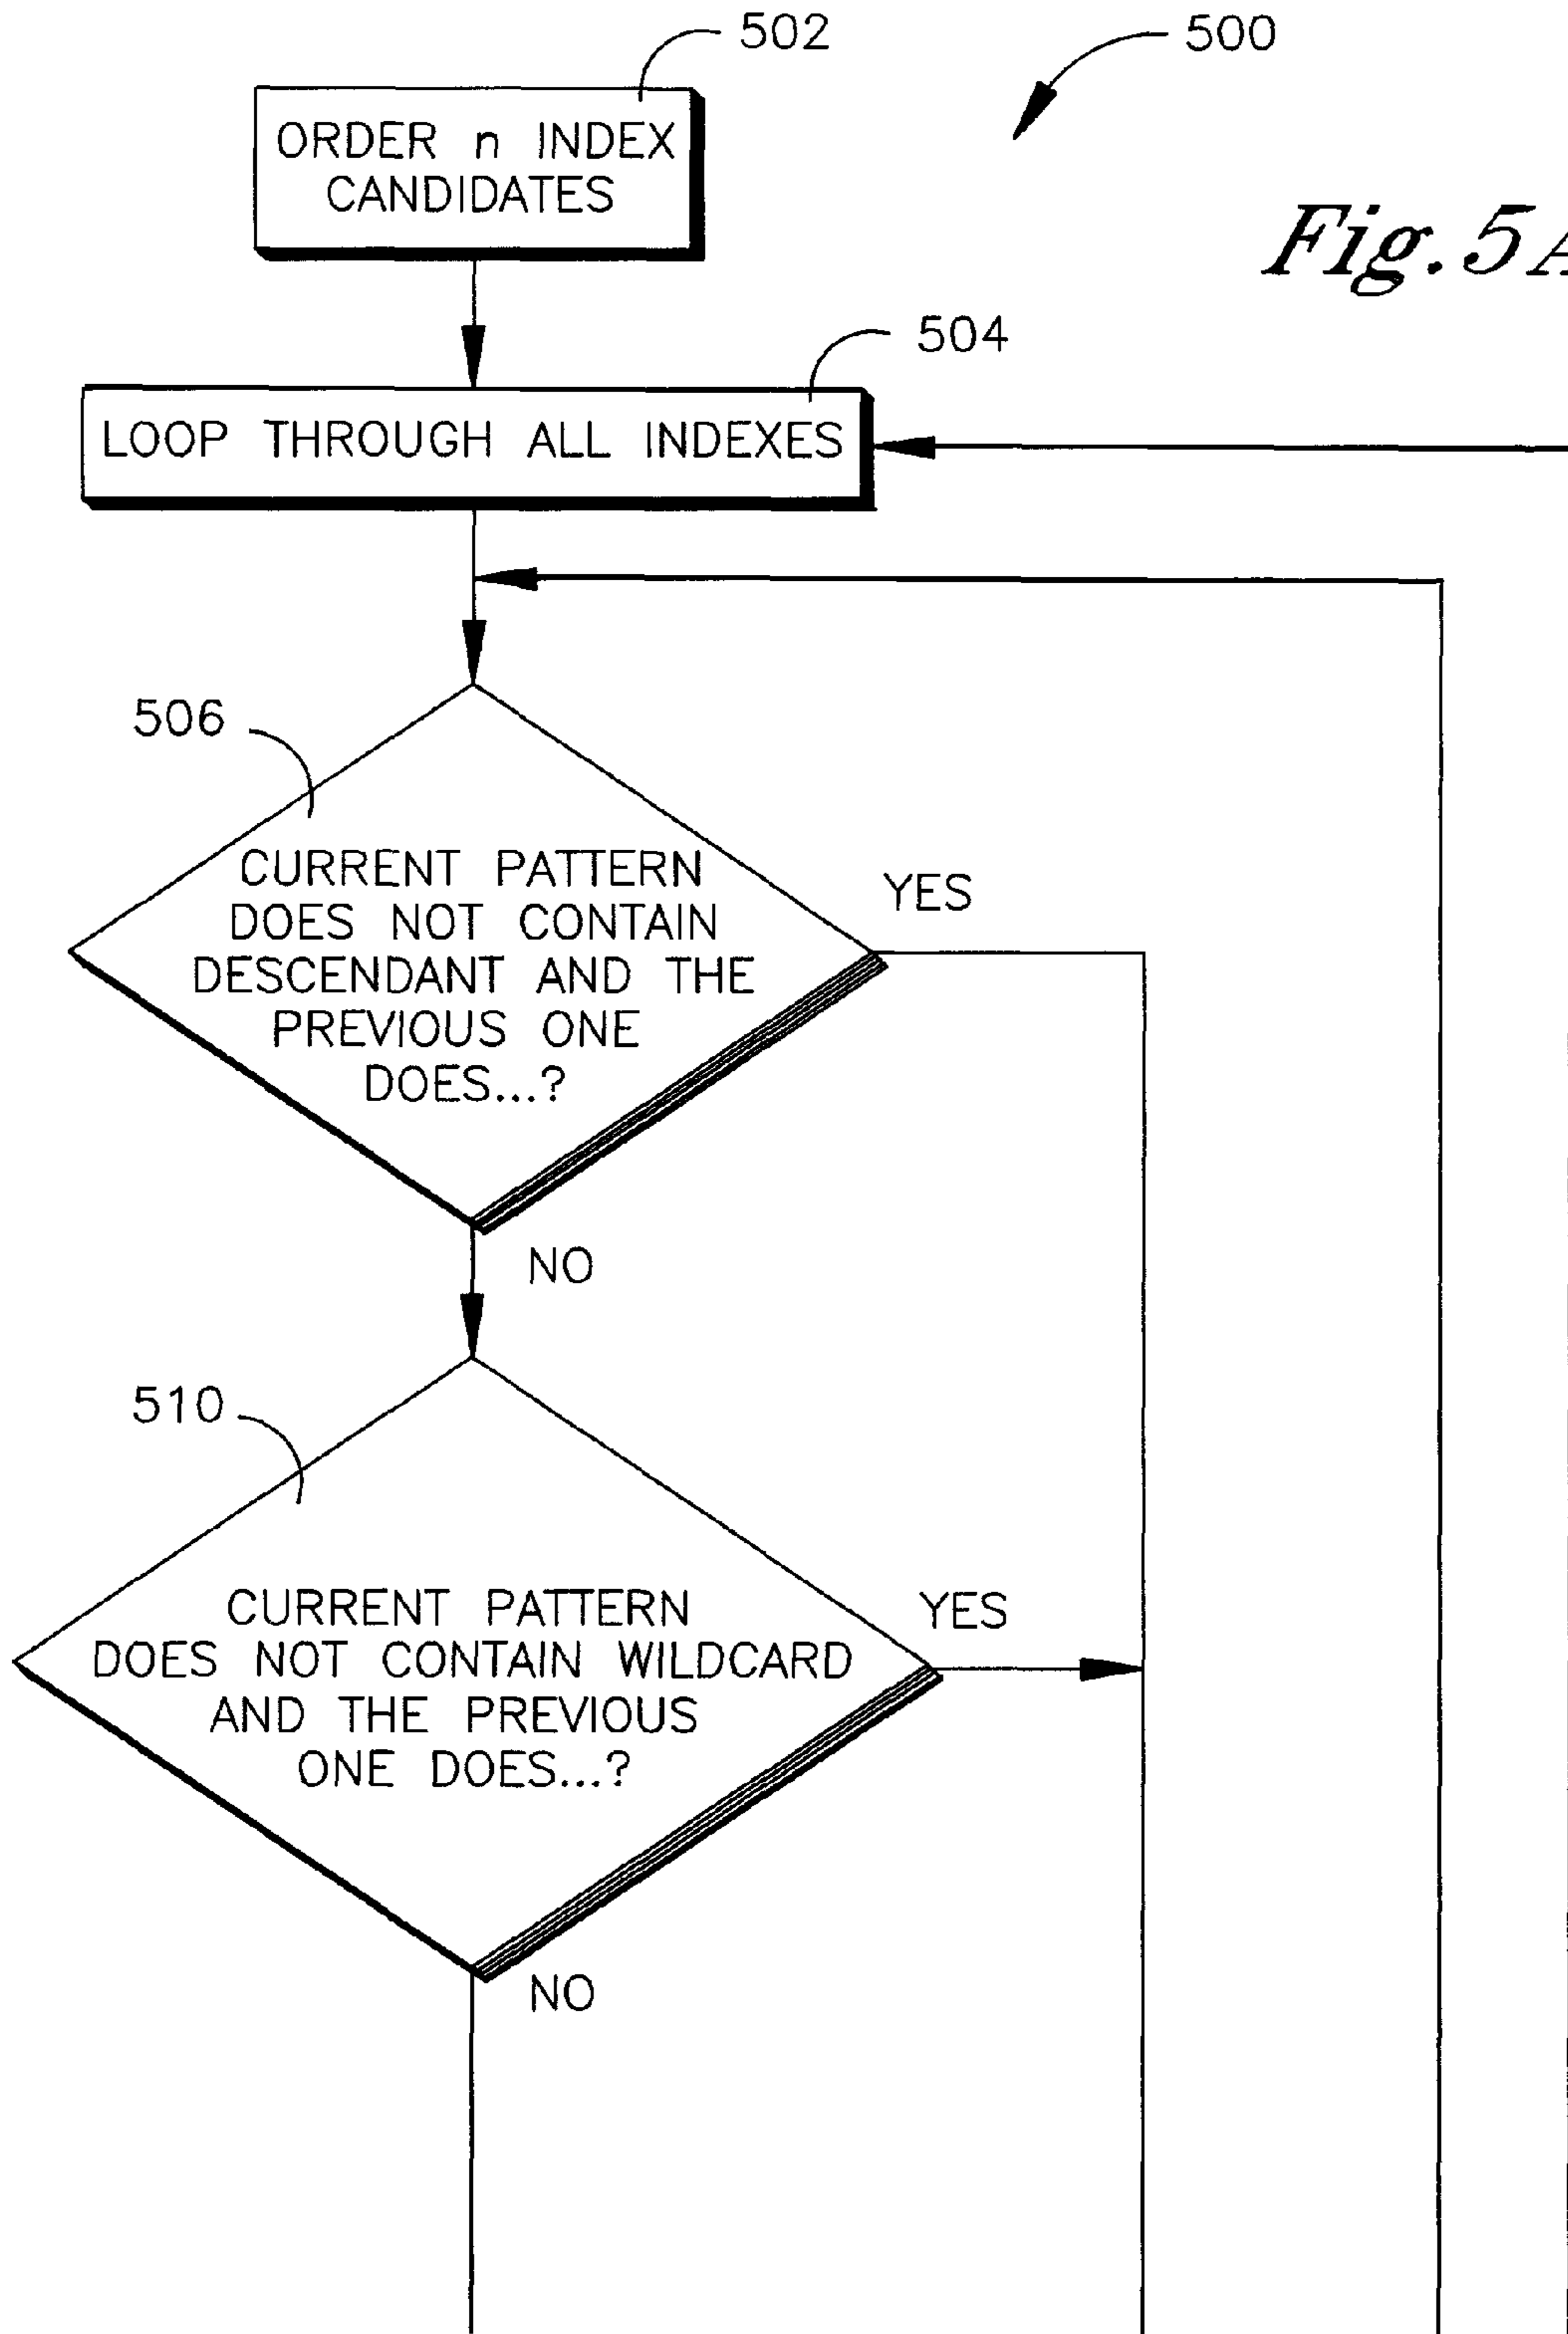 502
500
ORDER n INDEX
CANDIDATES
Fig. 5A
504
LOOP THROUGH ALL INDEXES
506
CURRENT PATTERN
DOES NOT CONTAIN
DESCENDANT AND THE
PREVIOUS ONE
DOES...?
YES
NO
510
CURRENT PATTERN
DOES NOT CONTAIN WILDCARD
AND THE PREVIOUS
ONE DOES...?
YES
NO